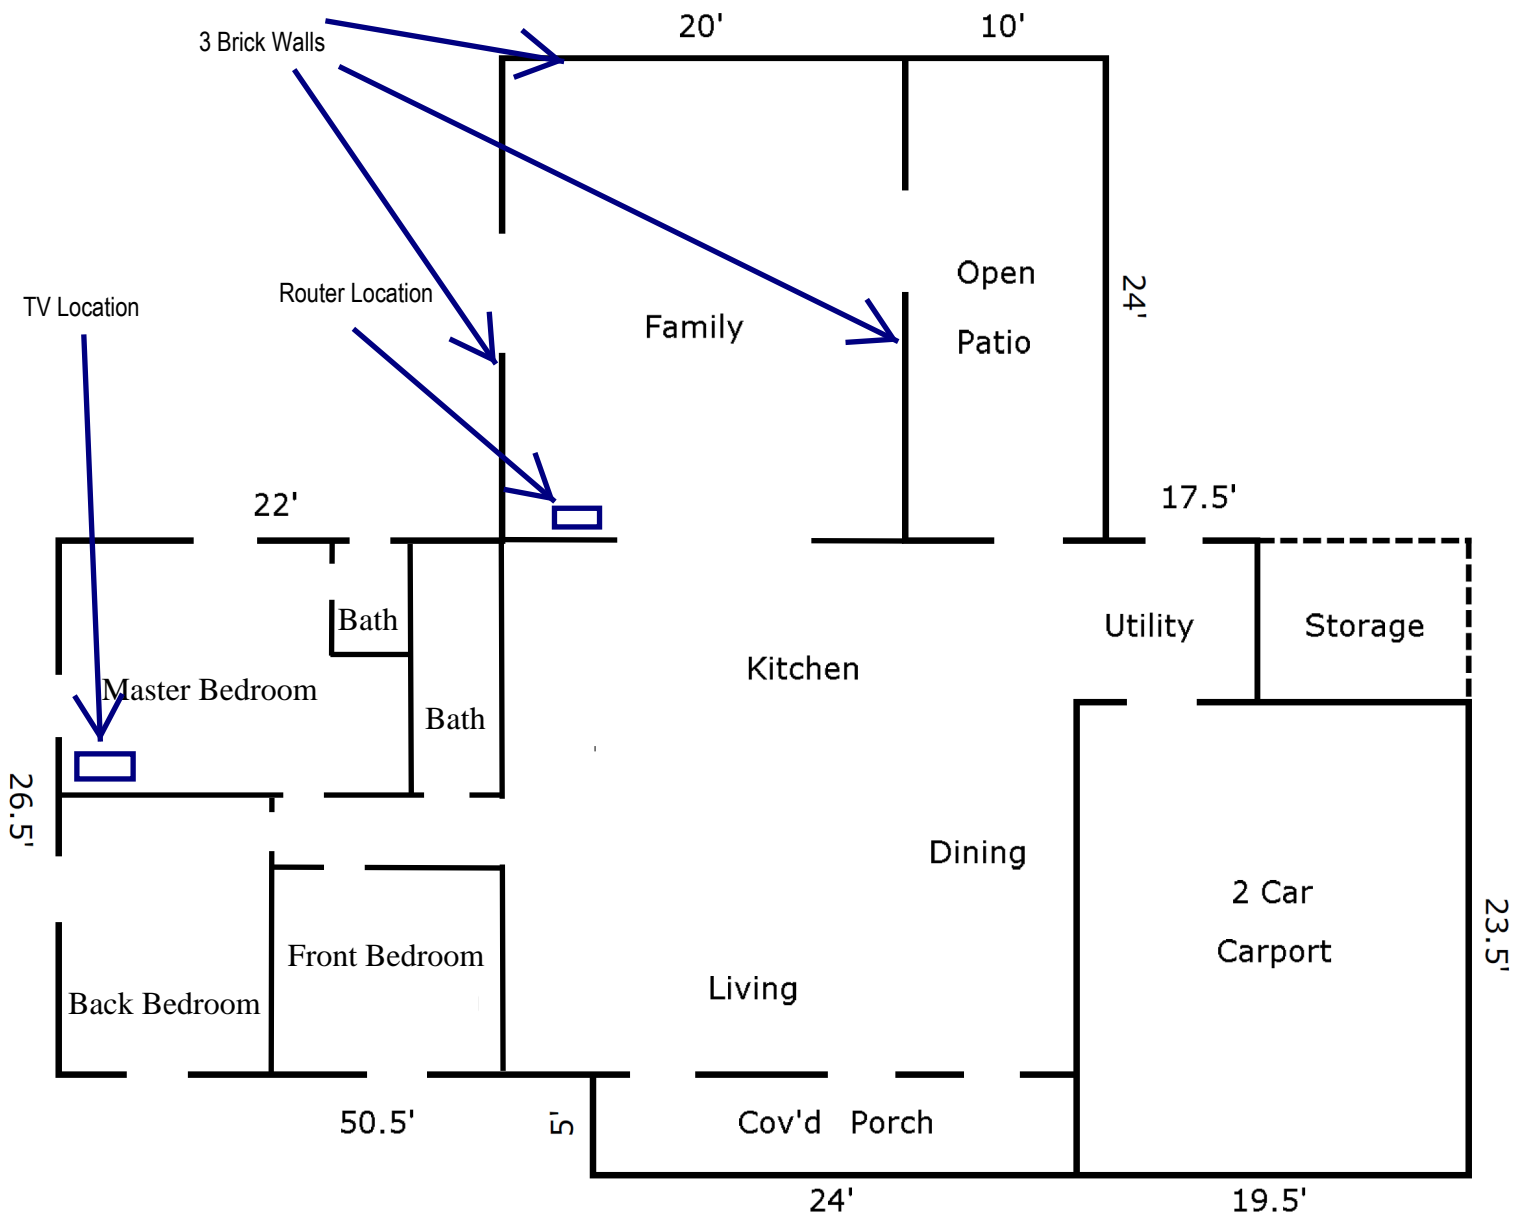 20'
10'
3 Brick Walls
Open
Patio
24'
TV Location
Router Location
Family
22'
17.5'
Bath
Utility
Storage
Kitchen
Master Bedroom
Bath
26.5'
Dining
2 Car
Carport
23.5'
Front Bedroom
Living
Back Bedroom
50.5'
5'
Cov'd Porch
24'
19.5'